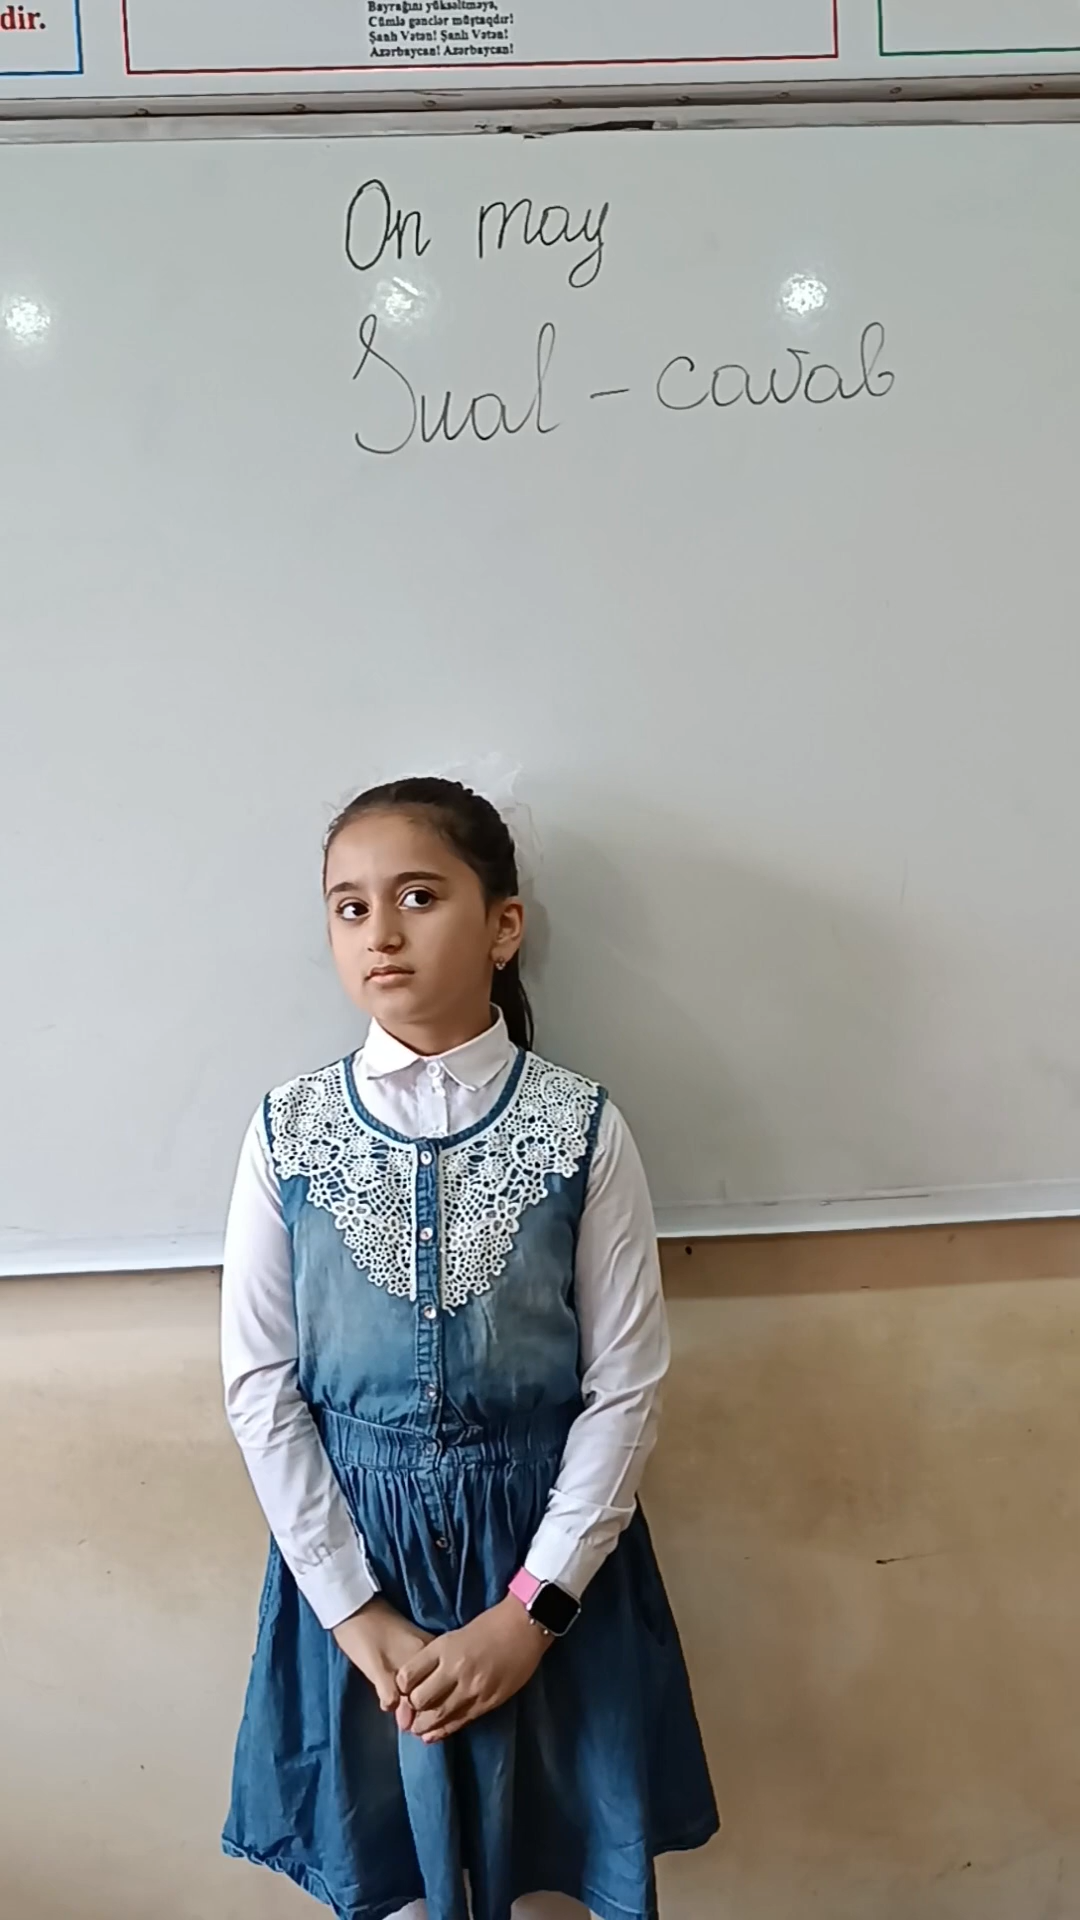 dir.
Bayrağını yüksəltməyə,
Cümlə gənclər müştaqdır!
Şanlı Vətən! Şanlı Vətən!
Azərbaycan! Azərbaycan!
On may
Sual - cavab